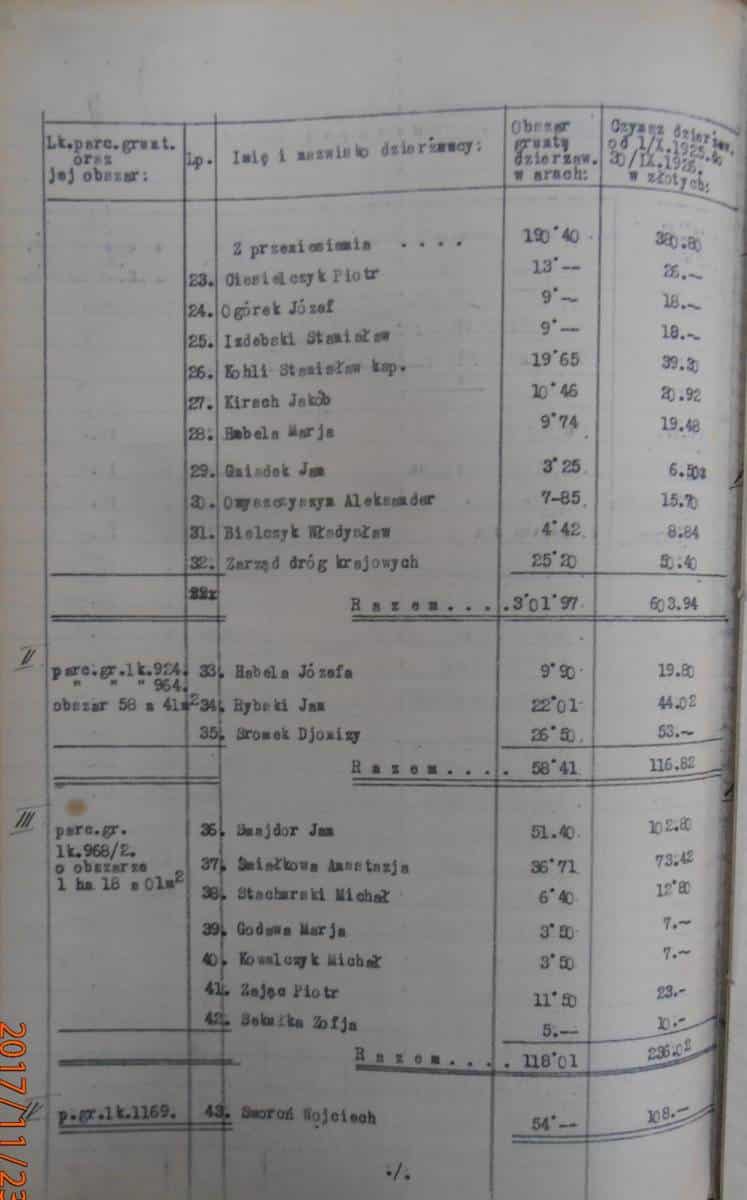 Lk.parc.grunt. oraz jej obszar: Lp. Imię i nazwisko dzierżawcy: Obszar gruntu dzierzaw. w arach: Czynsz dzierżaw. od 1/X.1925.do 30/IX.1926. w złotych:
Z przeniesienia .... 190'40 380.80
23. Ciesielczyk Piotr 13'-- 26.-
24. Ogórek Józef 9'- 18.-
25. Izdebski Stanisław 9'-- 18.-
26. Kohli Stanisław kap. 19'65 39.30
27. Kirsch Jakób 10'46 20.92
28. Habela Marja 9'74 19.48
29. Gniadek Jan 3'25 6.50
30. Onyszczyszyn Aleksander 7-85. 15.70
31. Bielczyk Władysław 4'42. 8.84
32. Zarząd dróg krajowych 25'20 50.40
Razem.... 3'01'97 603.94
II
parc.gr.lk.924. 33. Habela Józefa 9'90 19.80
" " " 964.
obszar 58 a 41m2 34. Rybski Jan 22'01 44.02
35. Sromek Djonizy 26'50. 53.-
Razem.... 58'41 116.82
III
parc.gr. 36. Smajdor Jan 51.40. 102.80
lk.968/2.
o obszarze 37. Śmiałkowa Anastazja 36'71 73.42
1 ha 18 a 01m2 38. Stacharski Michał 6'40 12'80
39. Godawa Marja 3'50 7.-
40. Kowalczyk Michał 3'50 7.-
41. Zając Piotr 11'50 23.-
42. Sekułka Zofja 5.-- 10.-
Razem.... 118'01 236.02
IV
p.gr.lk.1169. 43. Smoroń Wojciech 54'-- 108.-
./.
2017/11/23